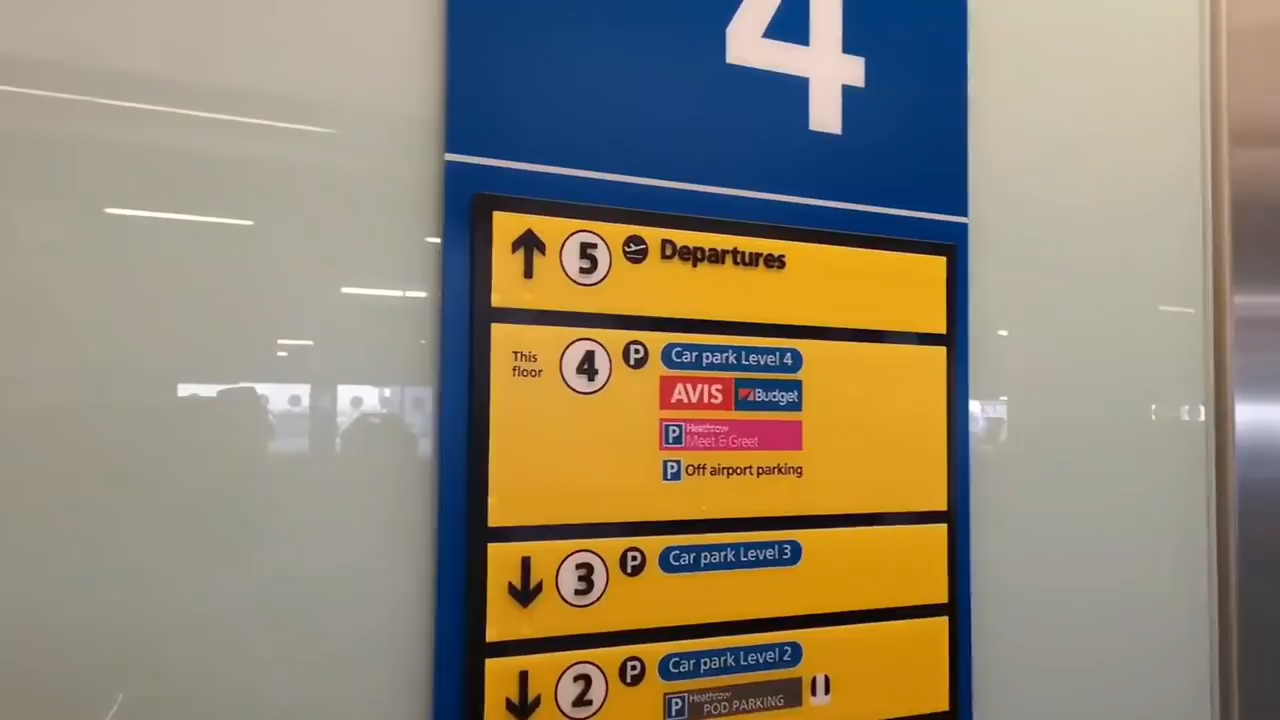 4
5 Departures
This floor 4 P Car park Level 4
AVIS Budget
P Heathrow Meet & Greet
P Off airport parking
3 P Car park Level 3
2 P Car park Level 2
P Heathrow POD PARKING